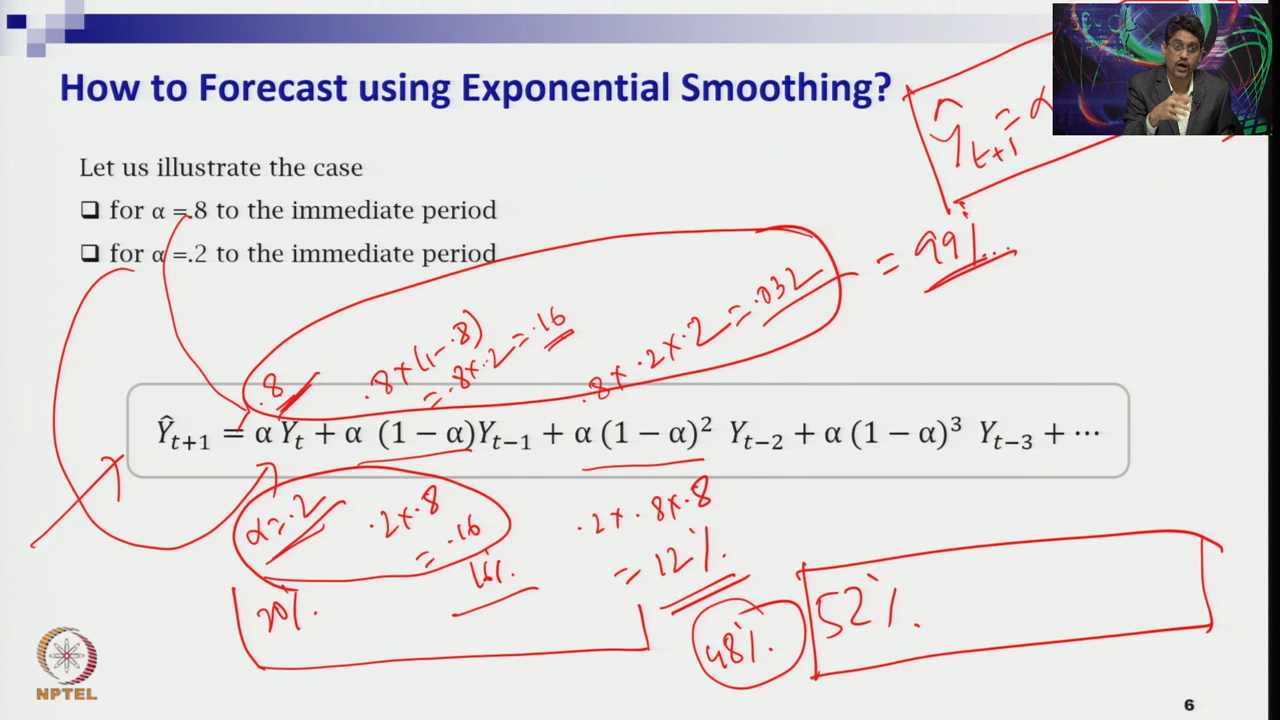 How to Forecast using Exponential Smoothing?
Ŷt+1 = α
Let us illustrate the case
❑ for α =.8 to the immediate period
❑ for α =.2 to the immediate period
= 99%
.8
.8×(1-.8)
= .8×.2 = .16
.8×.2×.2 = .032
Ŷt+1 = α Yt + α (1 − α)Yt−1 + α (1 − α)² Yt−2 + α (1 − α)³ Yt−3 + ⋯
α=.2
.2×.8
= .16
16%.
.2×.8×.8
= 12%.
20%.
48%.
52%.
NPTEL
6